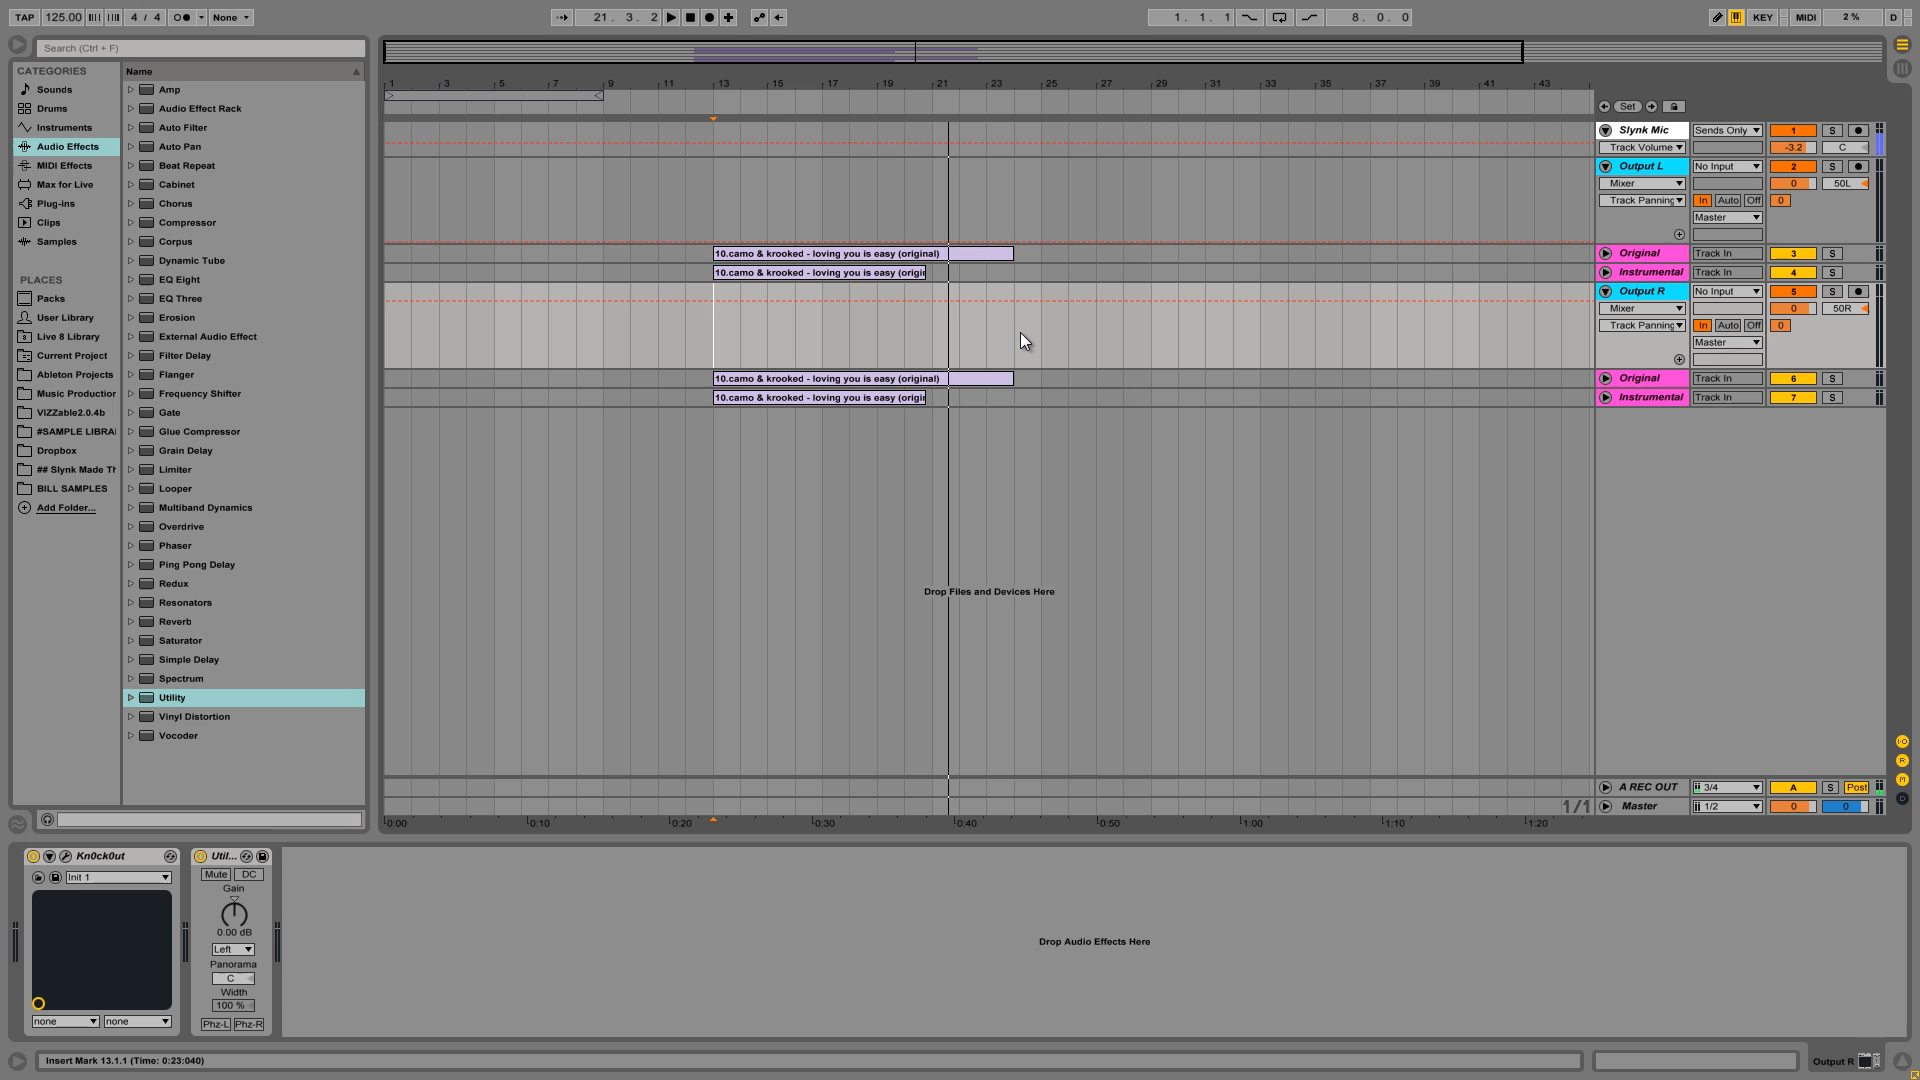 TAP 125.00 4 / 4 None 21. 3. 2 1. 1. 1 8. 0. 0 KEY MIDI 2 % D
Search (Ctrl + F)
CATEGORIES
Sounds
Drums
Instruments
Audio Effects
MIDI Effects
Max for Live
Plug-ins
Clips
Samples
PLACES
Packs
User Library
Live 8 Library
Current Project
Ableton Projects
Music Production
VIZZable2.0.4b
#SAMPLE LIBRA
Dropbox
## Slynk Made Th
BILL SAMPLES
Add Folder...
Name
Amp
Audio Effect Rack
Auto Filter
Auto Pan
Beat Repeat
Cabinet
Chorus
Compressor
Corpus
Dynamic Tube
EQ Eight
EQ Three
Erosion
External Audio Effect
Filter Delay
Flanger
Frequency Shifter
Gate
Glue Compressor
Grain Delay
Limiter
Looper
Multiband Dynamics
Overdrive
Phaser
Ping Pong Delay
Redux
Resonators
Reverb
Saturator
Simple Delay
Spectrum
Utility
Vinyl Distortion
Vocoder
1 3 5 7 9 11 13 15 17 19 21 23 25 27 29 31 33 35 37 39 41 43
Set
Slynk Mic Sends Only 1 S
Track Volume -3.2 C
Output L No Input 2 S
Mixer 0 50L
Track Panning In Auto Off 0
Master
10.camo & krooked - loving you is easy (original)
Original Track In 3 S
10.camo & krooked - loving you is easy (origir
Instrumental Track In 4 S
Output R No Input 5 S
Mixer 0 50R
Track Panning In Auto Off 0
Master
10.camo & krooked - loving you is easy (original)
Original Track In 6 S
10.camo & krooked - loving you is easy (origir
Instrumental Track In 7 S
Drop Files and Devices Here
A REC OUT 3/4 A S Post
1/1 Master 1/2 0 0
0:00 0:10 0:20 0:30 0:40 0:50 1:00 1:10 1:20
Kn0ck0ut
Init 1
none none
Util...
Mute DC
Gain
0.00 dB
Left
Panorama
C
Width
100 %
Phz-L Phz-R
Drop Audio Effects Here
Insert Mark 13.1.1 (Time: 0:23:040)
Output R